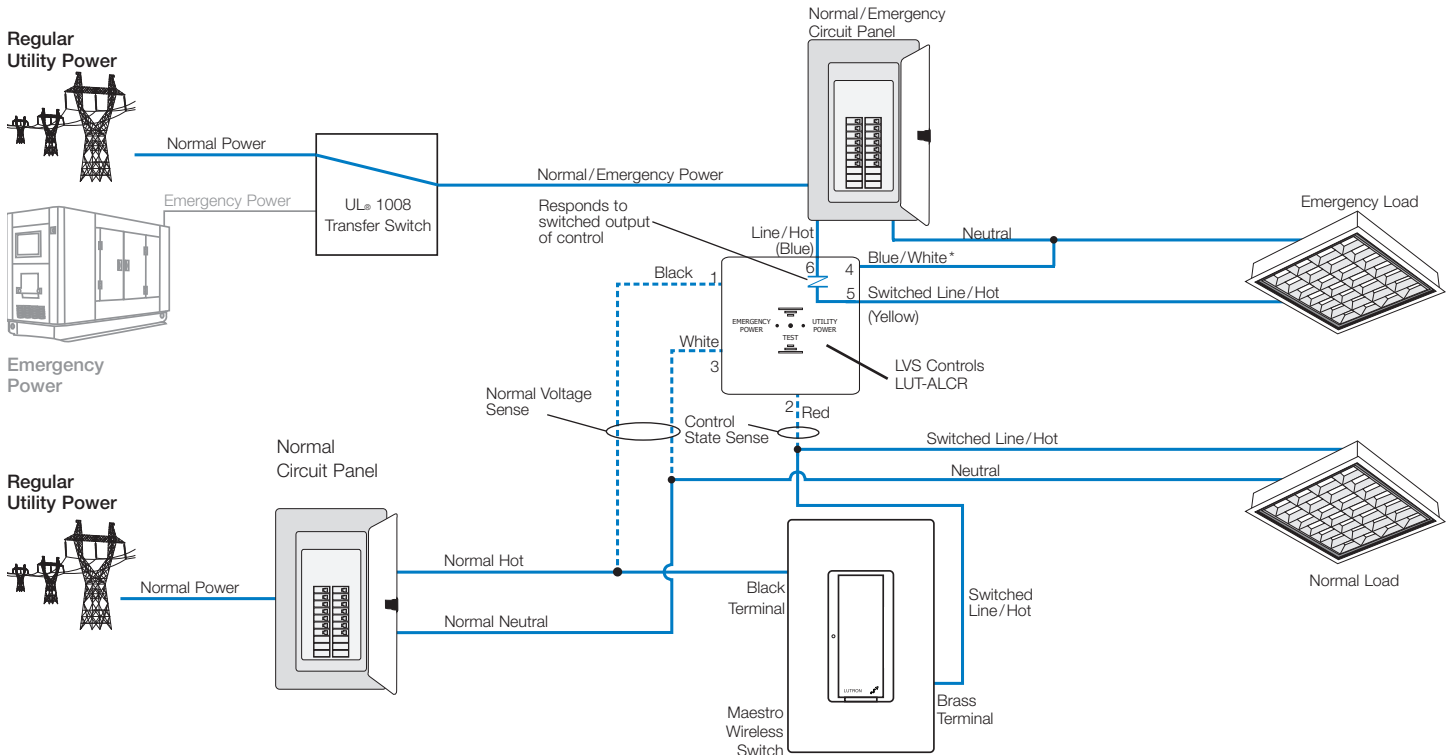 Regular
Utility Power
Normal Power
Emergency Power
Emergency
Power
UL® 1008
Transfer Switch
Normal/Emergency Power
Normal/Emergency
Circuit Panel
Responds to
switched output
of control
Line/Hot
(Blue)
Neutral
Blue/White*
Emergency Load
Black
1
6
4
5
Switched Line/Hot
(Yellow)
EMERGENCY
POWER
UTILITY
POWER
TEST
White
3
LVS Controls
LUT-ALCR
2
Red
Normal Voltage
Sense
Control
State Sense
Switched Line/Hot
Neutral
Normal Load
Normal
Circuit Panel
Regular
Utility Power
Normal Power
Normal Hot
Normal Neutral
Black
Terminal
Switched
Line/Hot
LUTRON
Brass
Terminal
Maestro
Wireless
Switch